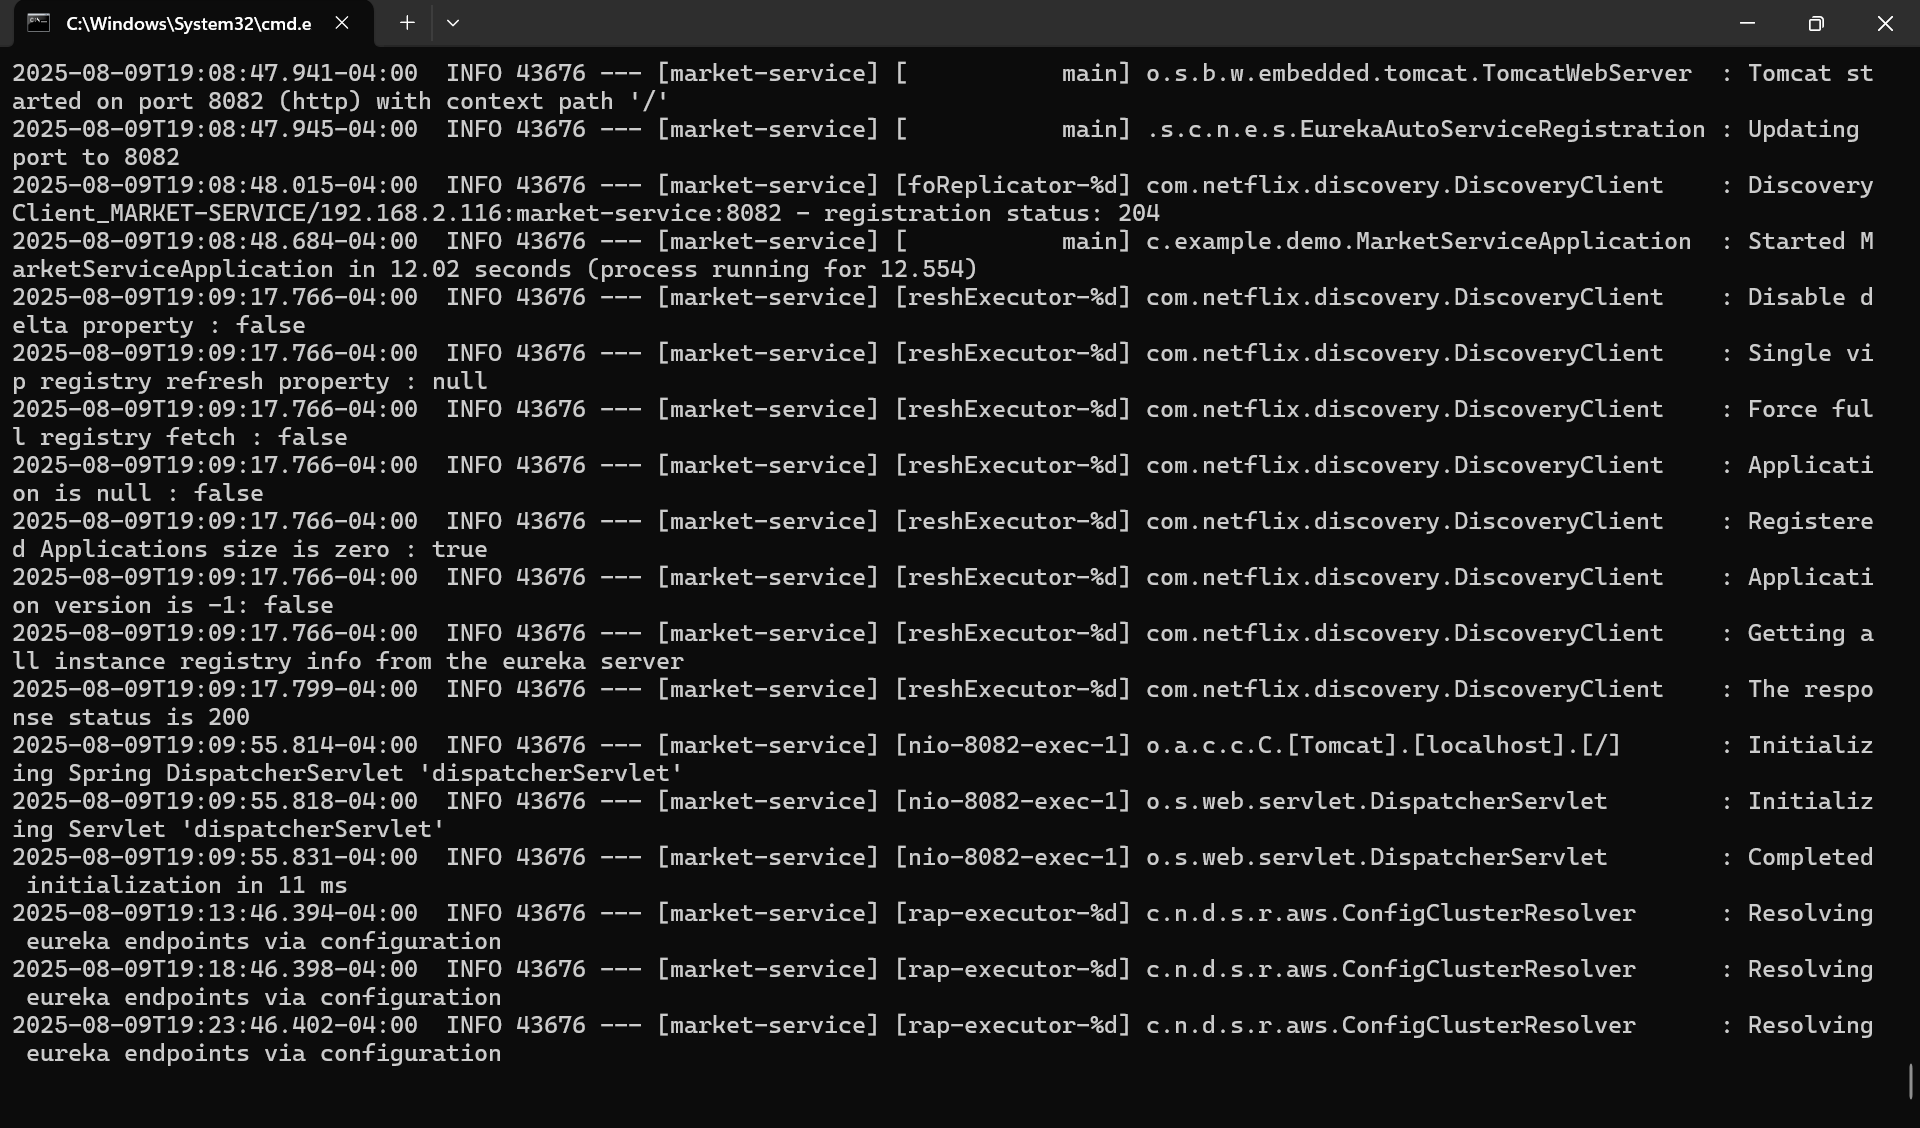 C:\Windows\System32\cmd.e
2025-08-09T19:08:47.941-04:00  INFO 43676 --- [market-service] [           main] o.s.b.w.embedded.tomcat.TomcatWebServer  : Tomcat st
arted on port 8082 (http) with context path '/'
2025-08-09T19:08:47.945-04:00  INFO 43676 --- [market-service] [           main] .s.c.n.e.s.EurekaAutoServiceRegistration : Updating
port to 8082
2025-08-09T19:08:48.015-04:00  INFO 43676 --- [market-service] [foReplicator-%d] com.netflix.discovery.DiscoveryClient    : Discovery
Client_MARKET-SERVICE/192.168.2.116:market-service:8082 - registration status: 204
2025-08-09T19:08:48.684-04:00  INFO 43676 --- [market-service] [           main] c.example.demo.MarketServiceApplication  : Started M
arketServiceApplication in 12.02 seconds (process running for 12.554)
2025-08-09T19:09:17.766-04:00  INFO 43676 --- [market-service] [reshExecutor-%d] com.netflix.discovery.DiscoveryClient    : Disable d
elta property : false
2025-08-09T19:09:17.766-04:00  INFO 43676 --- [market-service] [reshExecutor-%d] com.netflix.discovery.DiscoveryClient    : Single vi
p registry refresh property : null
2025-08-09T19:09:17.766-04:00  INFO 43676 --- [market-service] [reshExecutor-%d] com.netflix.discovery.DiscoveryClient    : Force ful
l registry fetch : false
2025-08-09T19:09:17.766-04:00  INFO 43676 --- [market-service] [reshExecutor-%d] com.netflix.discovery.DiscoveryClient    : Applicati
on is null : false
2025-08-09T19:09:17.766-04:00  INFO 43676 --- [market-service] [reshExecutor-%d] com.netflix.discovery.DiscoveryClient    : Registere
d Applications size is zero : true
2025-08-09T19:09:17.766-04:00  INFO 43676 --- [market-service] [reshExecutor-%d] com.netflix.discovery.DiscoveryClient    : Applicati
on version is -1: false
2025-08-09T19:09:17.766-04:00  INFO 43676 --- [market-service] [reshExecutor-%d] com.netflix.discovery.DiscoveryClient    : Getting a
ll instance registry info from the eureka server
2025-08-09T19:09:17.799-04:00  INFO 43676 --- [market-service] [reshExecutor-%d] com.netflix.discovery.DiscoveryClient    : The respo
nse status is 200
2025-08-09T19:09:55.814-04:00  INFO 43676 --- [market-service] [nio-8082-exec-1] o.a.c.c.C.[Tomcat].[localhost].[/]       : Initializ
ing Spring DispatcherServlet 'dispatcherServlet'
2025-08-09T19:09:55.818-04:00  INFO 43676 --- [market-service] [nio-8082-exec-1] o.s.web.servlet.DispatcherServlet        : Initializ
ing Servlet 'dispatcherServlet'
2025-08-09T19:09:55.831-04:00  INFO 43676 --- [market-service] [nio-8082-exec-1] o.s.web.servlet.DispatcherServlet        : Completed
 initialization in 11 ms
2025-08-09T19:13:46.394-04:00  INFO 43676 --- [market-service] [rap-executor-%d] c.n.d.s.r.aws.ConfigClusterResolver      : Resolving
 eureka endpoints via configuration
2025-08-09T19:18:46.398-04:00  INFO 43676 --- [market-service] [rap-executor-%d] c.n.d.s.r.aws.ConfigClusterResolver      : Resolving
 eureka endpoints via configuration
2025-08-09T19:23:46.402-04:00  INFO 43676 --- [market-service] [rap-executor-%d] c.n.d.s.r.aws.ConfigClusterResolver      : Resolving
 eureka endpoints via configuration